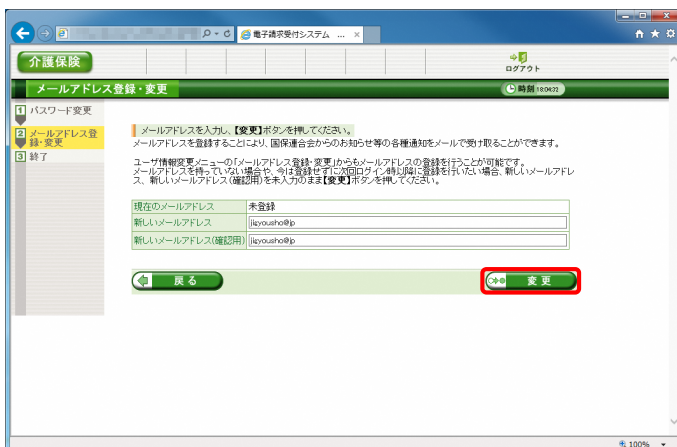 電子請求受付システム ...
介護保険
ログアウト
メールアドレス登録・変更
時刻 18:04:32
1 パスワード変更
2 メールアドレス登
録・変更
3 終了
メールアドレスを入力し、【変更】ボタンを押してください。
メールアドレスを登録することにより、国保連合会からのお知らせ等の各種通知をメールで受け取ることができます。
ユーザ情報変更メニューの「メールアドレス登録・変更」からもメールアドレスの登録を行うことが可能です。
メールアドレスを持っていない場合や、今は登録せずに次回ログイン時以降に登録を行いたい場合、新しいメールアドレ
ス、新しいメールアドレス(確認用)を未入力のまま【変更】ボタンを押してください。
現在のメールアドレス 未登録
新しいメールアドレス jigyousho@jp
新しいメールアドレス(確認用) jigyousho@jp
戻る
変更
100%